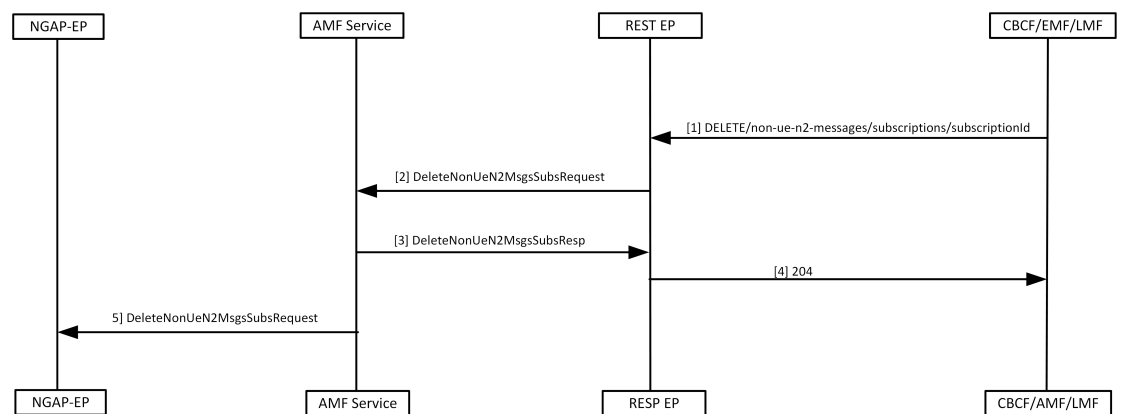 NGAP-EP
AMF Service
REST EP
CBCF/EMF/LMF
[1] DELETE/non-ue-n2-messages/subscriptions/subscriptionId
[2] DeleteNonUeN2MsgsSubsRequest
[3] DeleteNonUeN2MsgsSubsResp
[4] 204
5] DeleteNonUeN2MsgsSubsRequest
NGAP-EP
AMF Service
RESP EP
CBCF/AMF/LMF